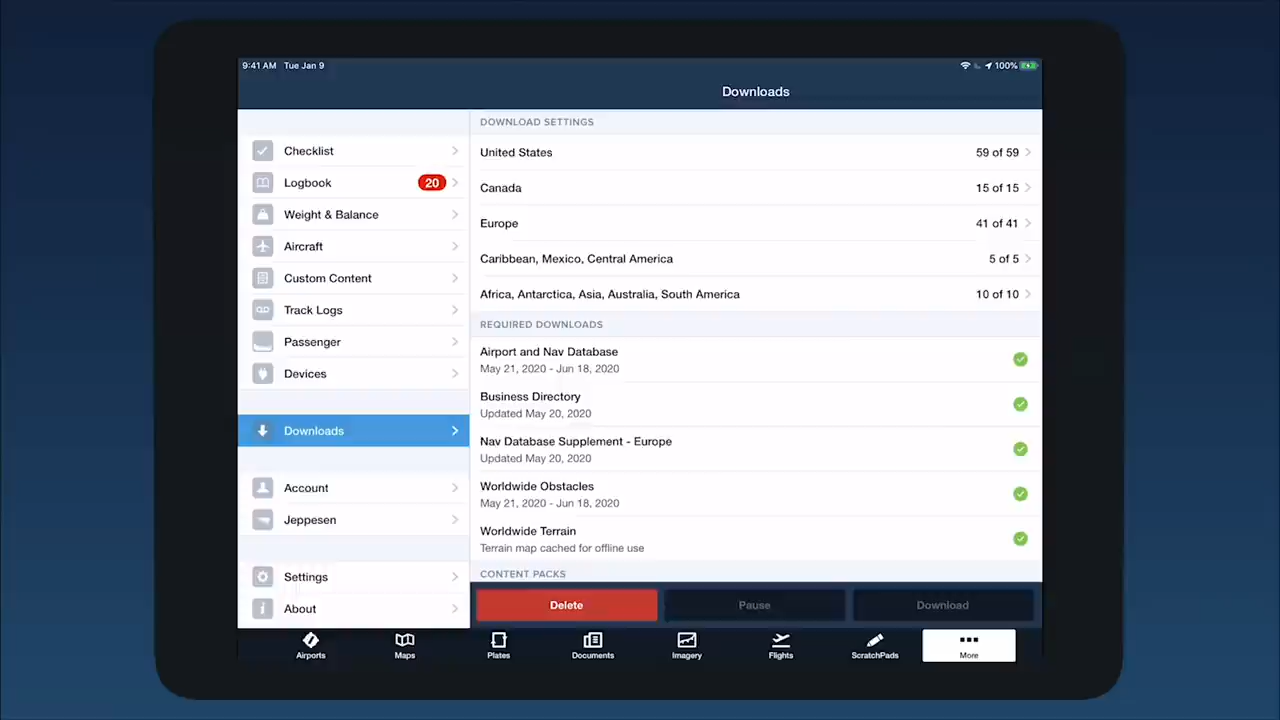 9:41 AM Tue Jan 9
100%
Downloads
Checklist
Logbook 20
Weight & Balance
Aircraft
Custom Content
Track Logs
Passenger
Devices
Downloads
Account
Jeppesen
Settings
About
DOWNLOAD SETTINGS
United States 59 of 59
Canada 15 of 15
Europe 41 of 41
Caribbean, Mexico, Central America 5 of 5
Africa, Antarctica, Asia, Australia, South America 10 of 10
REQUIRED DOWNLOADS
Airport and Nav Database
May 21, 2020 - Jun 18, 2020
Business Directory
Updated May 20, 2020
Nav Database Supplement - Europe
Updated May 20, 2020
Worldwide Obstacles
May 21, 2020 - Jun 18, 2020
Worldwide Terrain
Terrain map cached for offline use
CONTENT PACKS
Delete Pause Download
Airports Maps Plates Documents Imagery Flights ScratchPads More